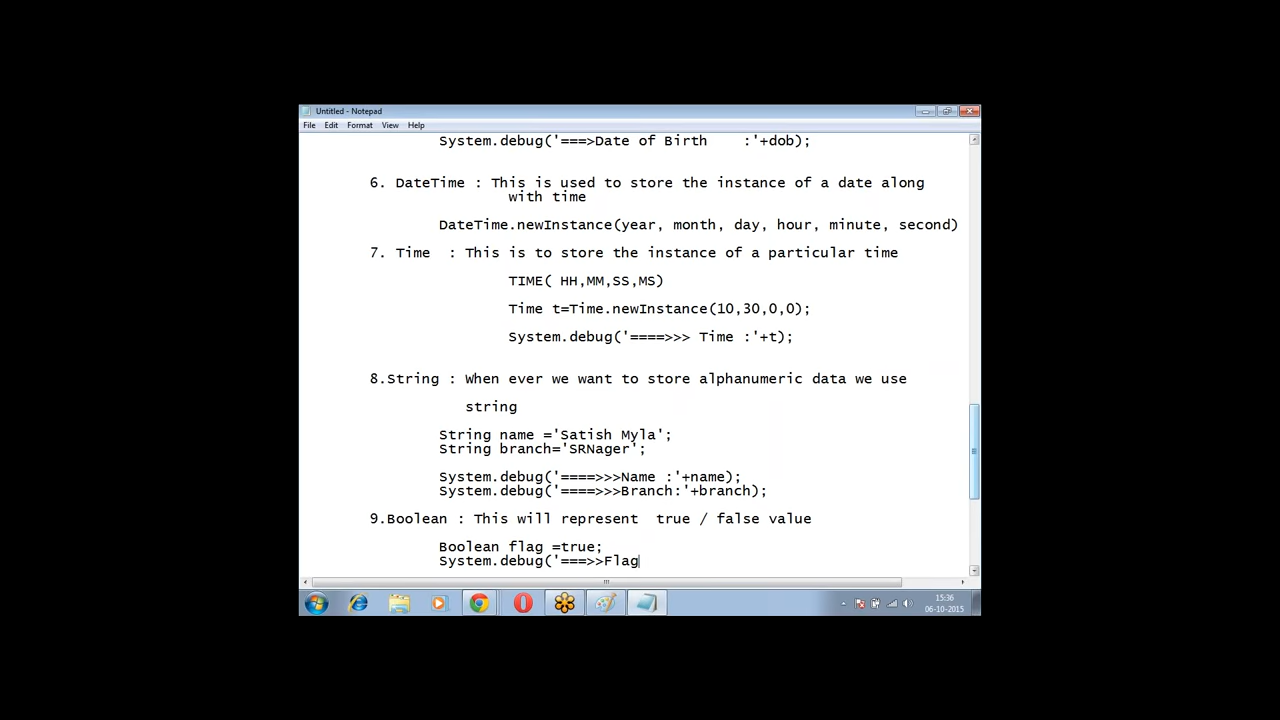 Untitled - Notepad
File Edit Format View Help
System.debug('===>Date of Birth    :'+dob);
6. DateTime : This is used to store the instance of a date along
with time
DateTime.newInstance(year, month, day, hour, minute, second)
7. Time  : This is to store the instance of a particular time
TIME( HH,MM,SS,MS)
Time t=Time.newInstance(10,30,0,0);
System.debug('====>>> Time :'+t);
8.String : When ever we want to store alphanumeric data we use
string
String name ='Satish Myla';
String branch='SRNager';
System.debug('====>>>Name :'+name);
System.debug('====>>>Branch:'+branch);
9.Boolean : This will represent  true / false value
Boolean flag =true;
System.debug('===>>Flag
15:36
06-10-2015